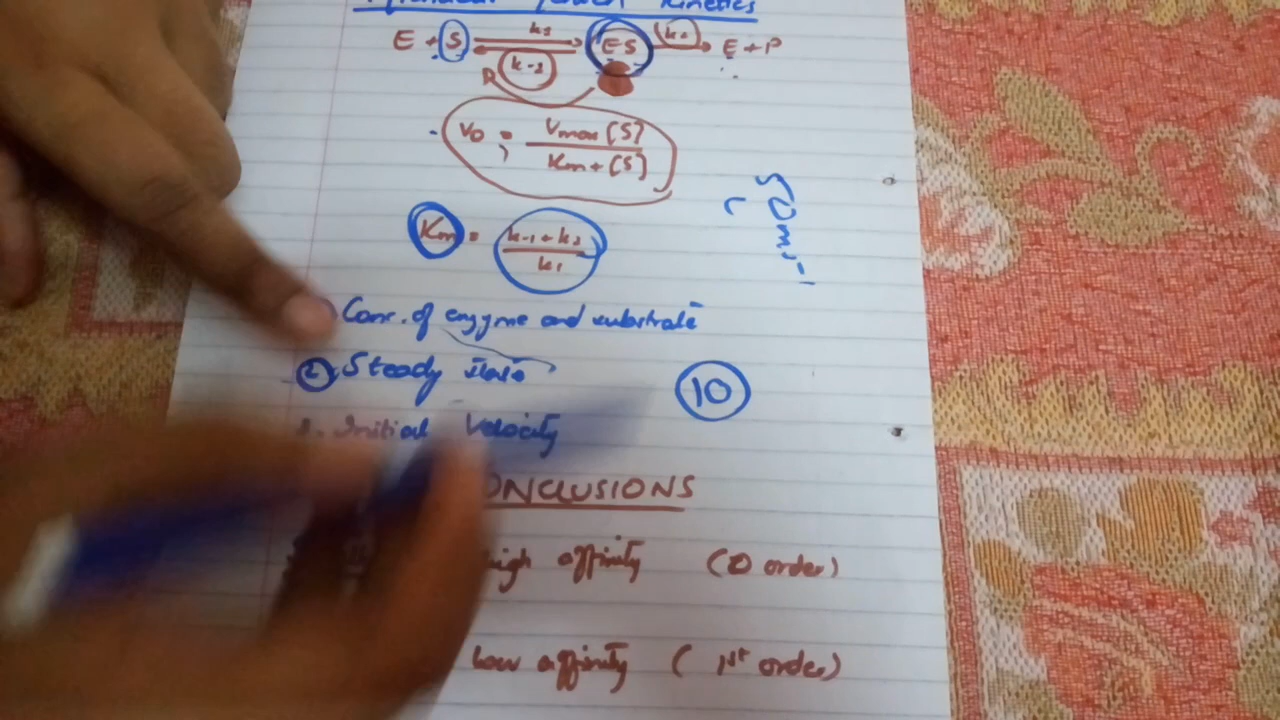 Kinetics
E + S k1 k-1 E-S k2 E + P
V0 = Vmax [S] / Km + [S]
Km = k-1 + k2 / k1
Conc. of enzyme and substrate
2. Steady state
10
Initial Velocity
ONCLUSIONS
high affinity (0 order)
low affinity (1st order)